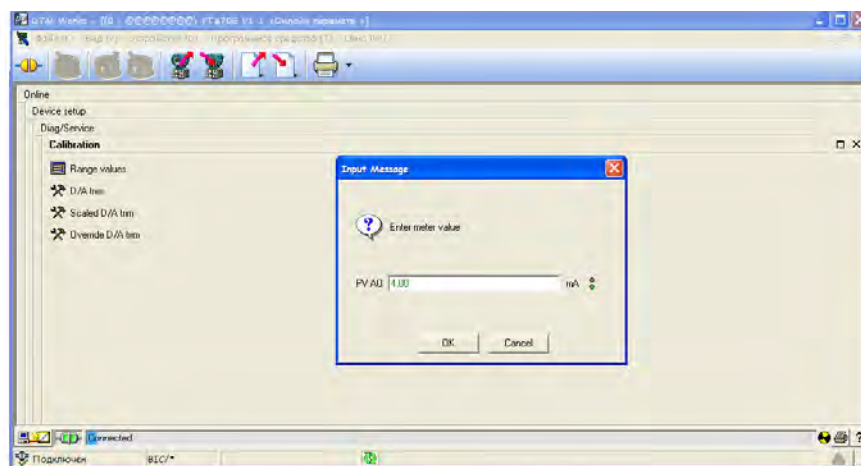 Online
Device setup
Diag/Service
Calibration
Range values
D/A trim
Scaled D/A trim
Override D/A trim
Input Message
Enter meter value
PV AO 4.00 mA
OK Cancel
Connected
?
Подключен BIC/*